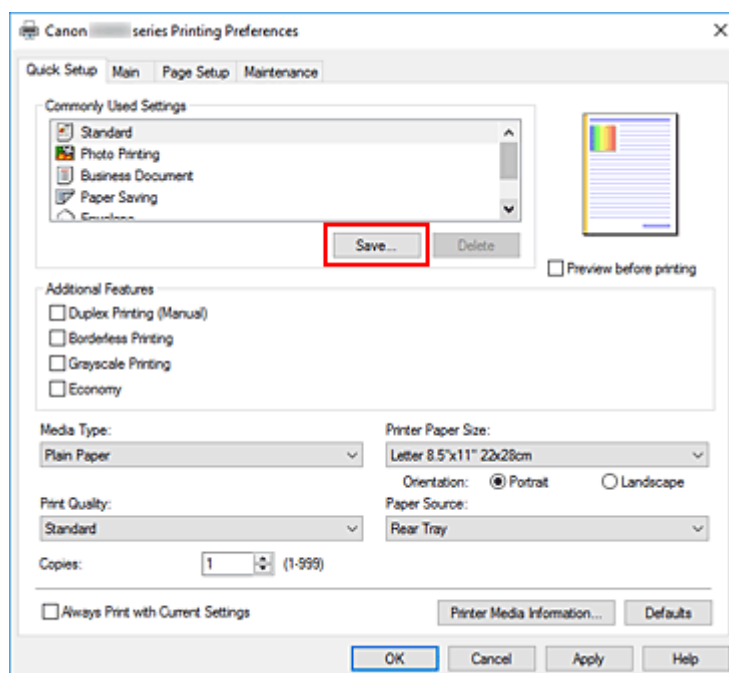 Canon series Printing Preferences
Quick Setup Main Page Setup Maintenance
Commonly Used Settings
Standard
Photo Printing
Business Document
Paper Saving
Envelope
Save... Delete
Preview before printing
Additional Features
Duplex Printing (Manual)
Borderless Printing
Grayscale Printing
Economy
Media Type: Printer Paper Size:
Plain Paper Letter 8.5"x11" 22x28cm
Orientation: Portrait Landscape
Print Quality: Paper Source:
Standard Rear Tray
Copies: 1 (1-999)
Always Print with Current Settings Printer Media Information... Defaults
OK Cancel Apply Help